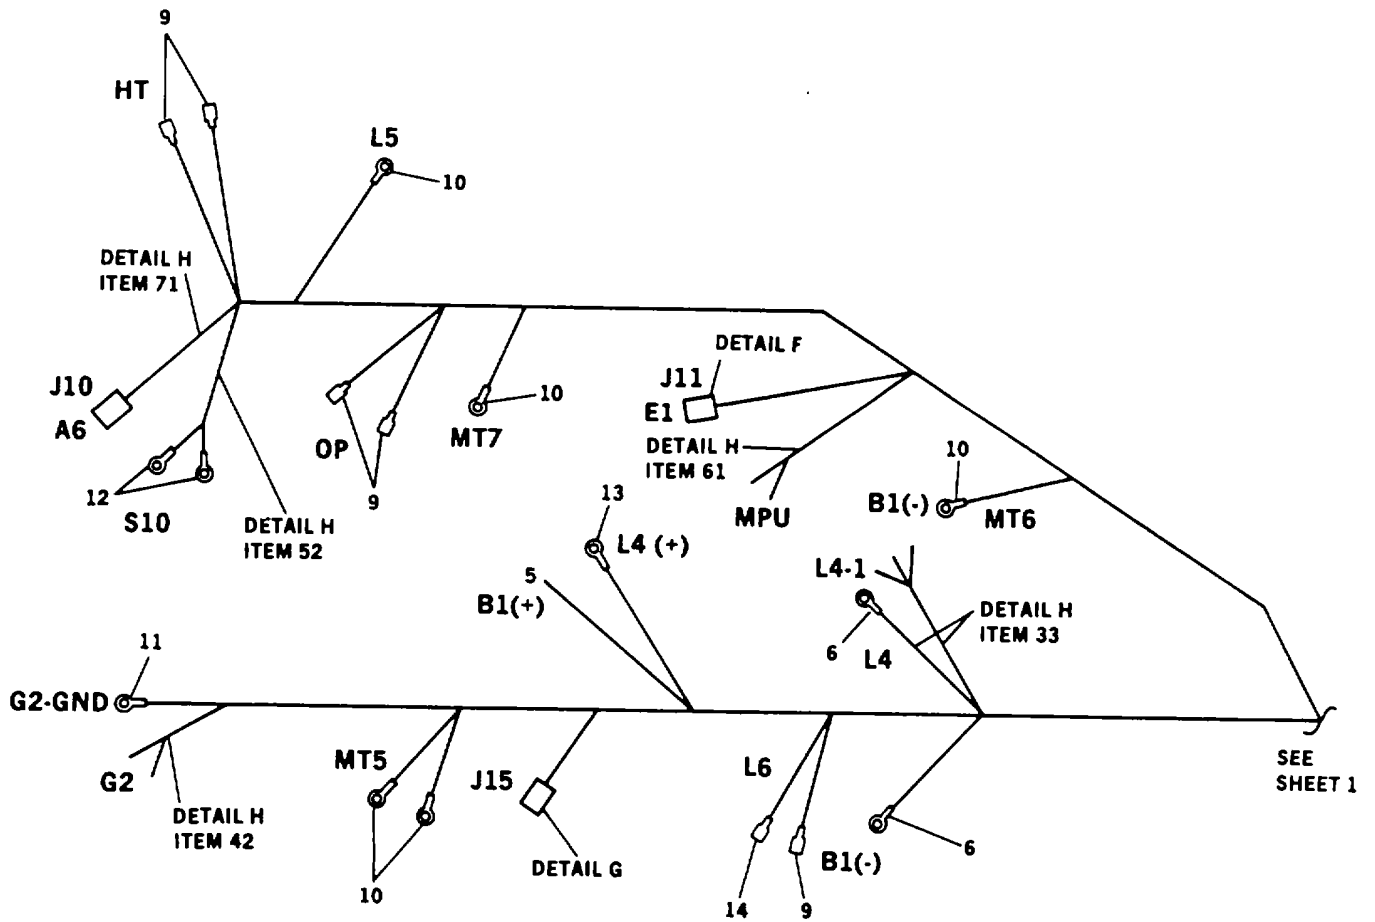 9
HT
L5
10
DETAIL H
ITEM 71
J10
A6
12
S10
DETAIL H
ITEM 52
OP
9
MT7
10
DETAIL F
J11
E1
DETAIL H
ITEM 61
MPU
10
B1(-)
MT6
13
L4 (+)
5
B1(+)
L4-1
6
L4
DETAIL H
ITEM 33
11
G2-GND
G2
DETAIL H
ITEM 42
MT5
10
J15
DETAIL G
L6
14
9
B1(-)
6
SEE
SHEET 1